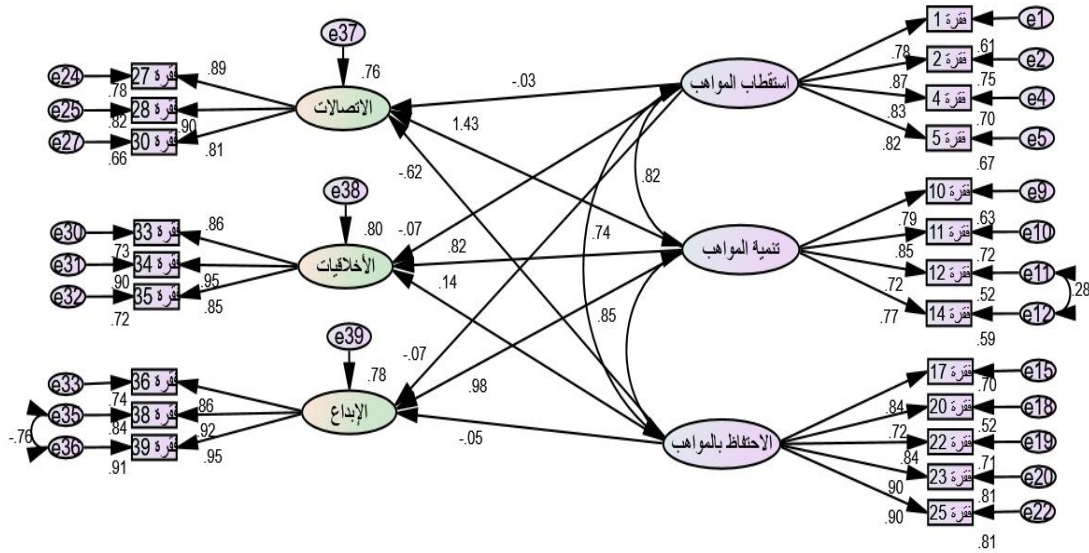 e37
.76
الاتصالات
e24
فقرة 27
.89
.78
e25
فقرة 28
.90
.82
e27
فقرة 30
.81
.66
e38
.80
الأخلاقيات
e30
فقرة 33
.86
.73
e31
فقرة 34
.95
.90
e32
فقرة 35
.85
.72
e39
.78
الإبداع
e33
فقرة 36
.86
.74
e35
فقرة 38
.92
.84
e36
فقرة 39
.95
.91
-.76
-.03
1.43
-.62
-.07
.82
.14
-.07
.98
-.05
.82
.74
.85
استقطاب المواهب
فقرة 1
e1
.78
.61
فقرة 2
e2
.87
.75
فقرة 4
e4
.83
.70
فقرة 5
e5
.82
.67
تنمية المواهب
فقرة 10
e9
.79
.63
فقرة 11
e10
.85
.72
فقرة 12
e11
.72
.52
فقرة 14
e12
.77
.59
.28
الاحتفاظ بالمواهب
فقرة 17
e15
.84
.70
فقرة 20
e18
.72
.52
فقرة 22
e19
.84
.71
فقرة 23
e20
.90
.81
فقرة 25
e22
.90
.81